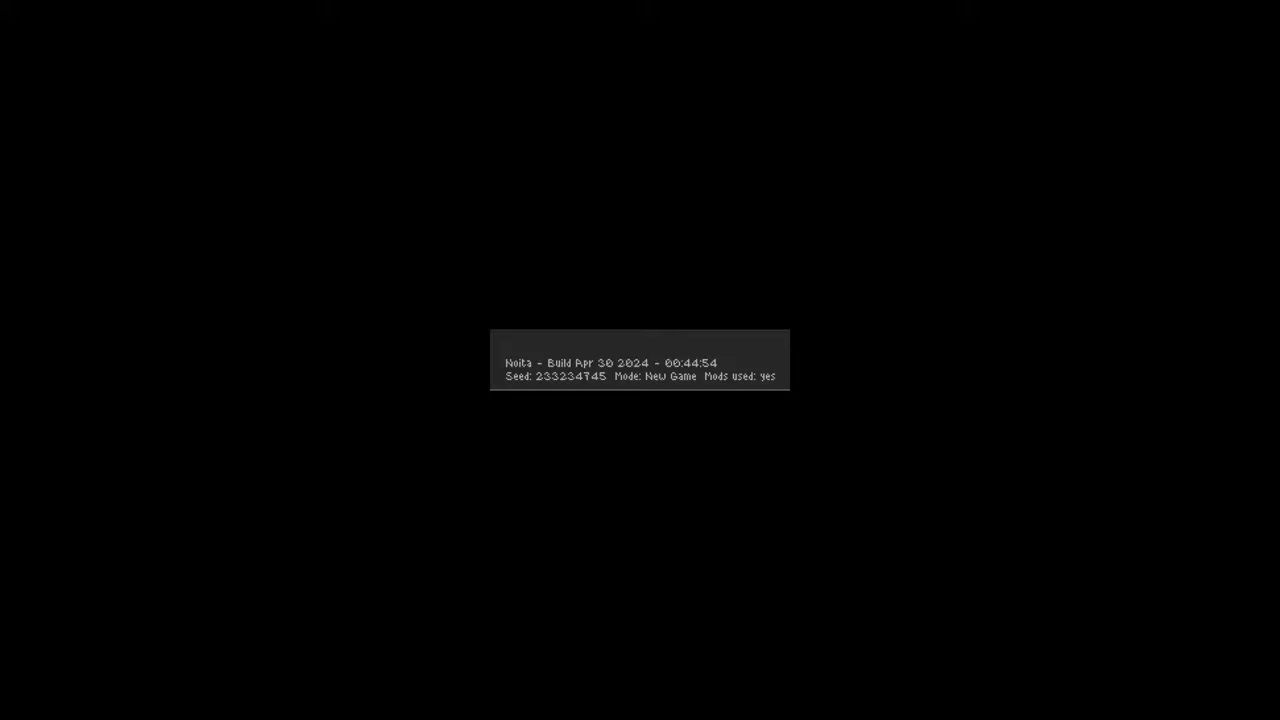 Noita - Build Apr 30 2024 - 00:44:54
Seed: 233234745 Mode: New Game Mods used: yes